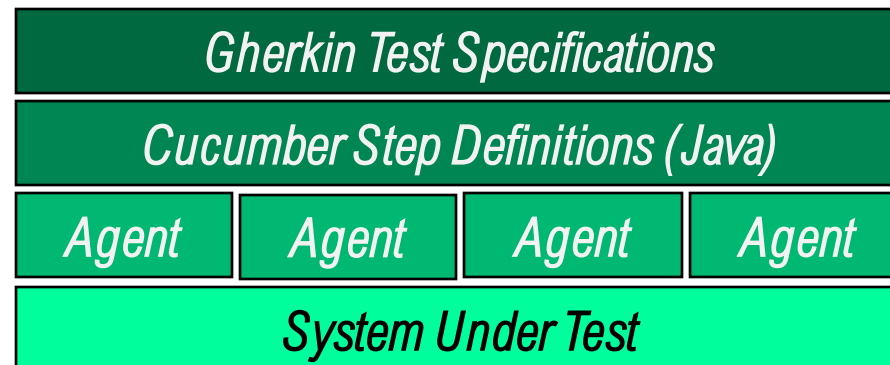 Gherkin Test Specifications
Cucumber Step Definitions (Java)
Agent Agent Agent Agent
System Under Test